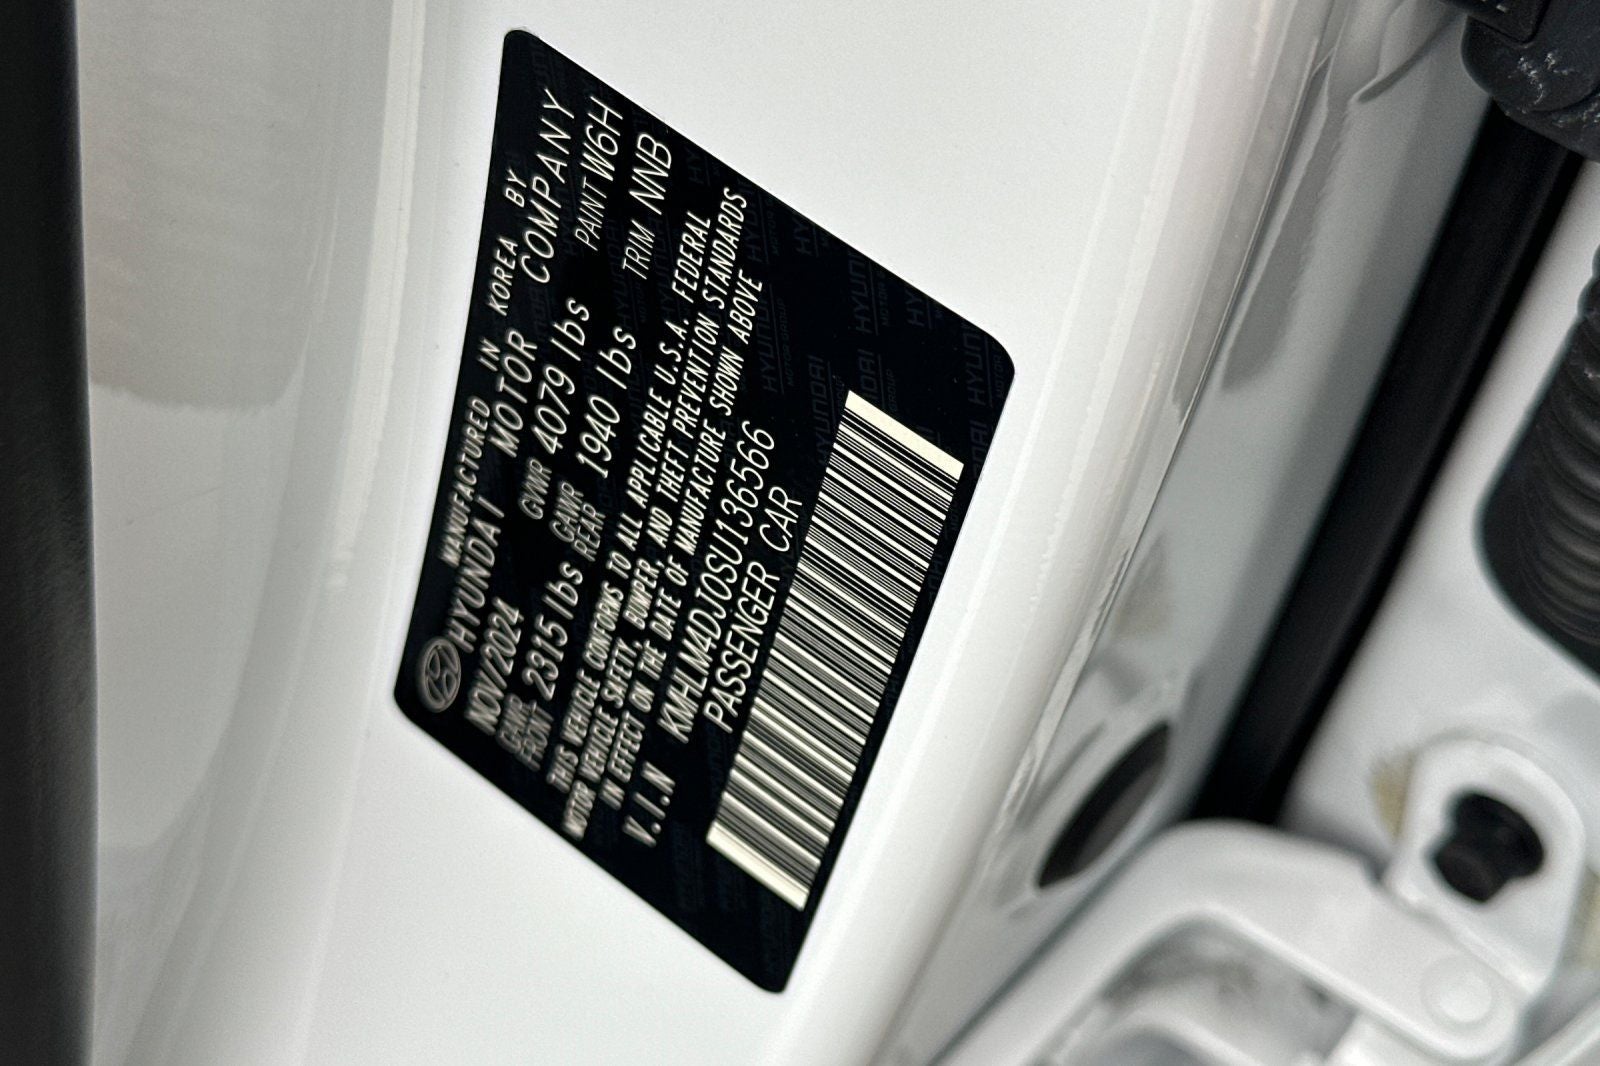 MANUFACTURED IN KOREA BY
HYUNDAI MOTOR COMPANY
NOV/2024 GVWR 4079 lbs PAINT W6H
GAWR FRONT 2315 lbs GAWR REAR 1940 lbs TRIM NNB
THIS VEHICLE CONFORMS TO ALL APPLICABLE U.S.A. FEDERAL
MOTOR VEHICLE SAFETY, BUMPER, AND THEFT PREVENTION STANDARDS
IN EFFECT ON THE DATE OF MANUFACTURE SHOWN ABOVE
V.I.N KMHLM4DJ0SU136566
PASSENGER CAR